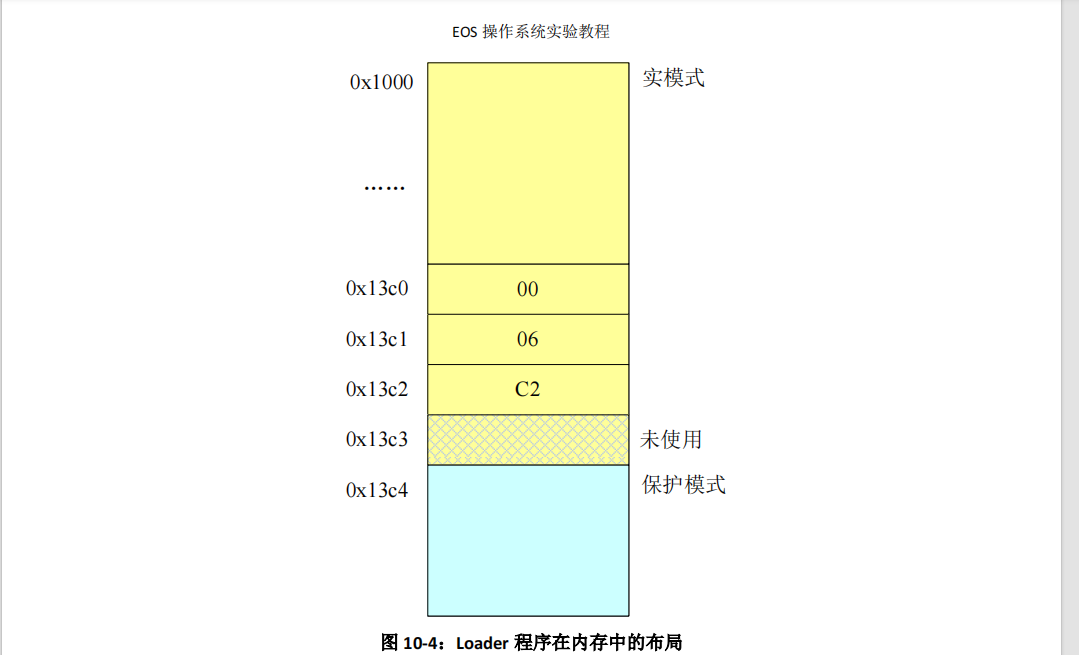 EOS 操作系统实验教程
0x1000 实模式
……
0x13c0 00
0x13c1 06
0x13c2 C2
0x13c3 未使用
0x13c4 保护模式
图 10-4：Loader 程序在内存中的布局